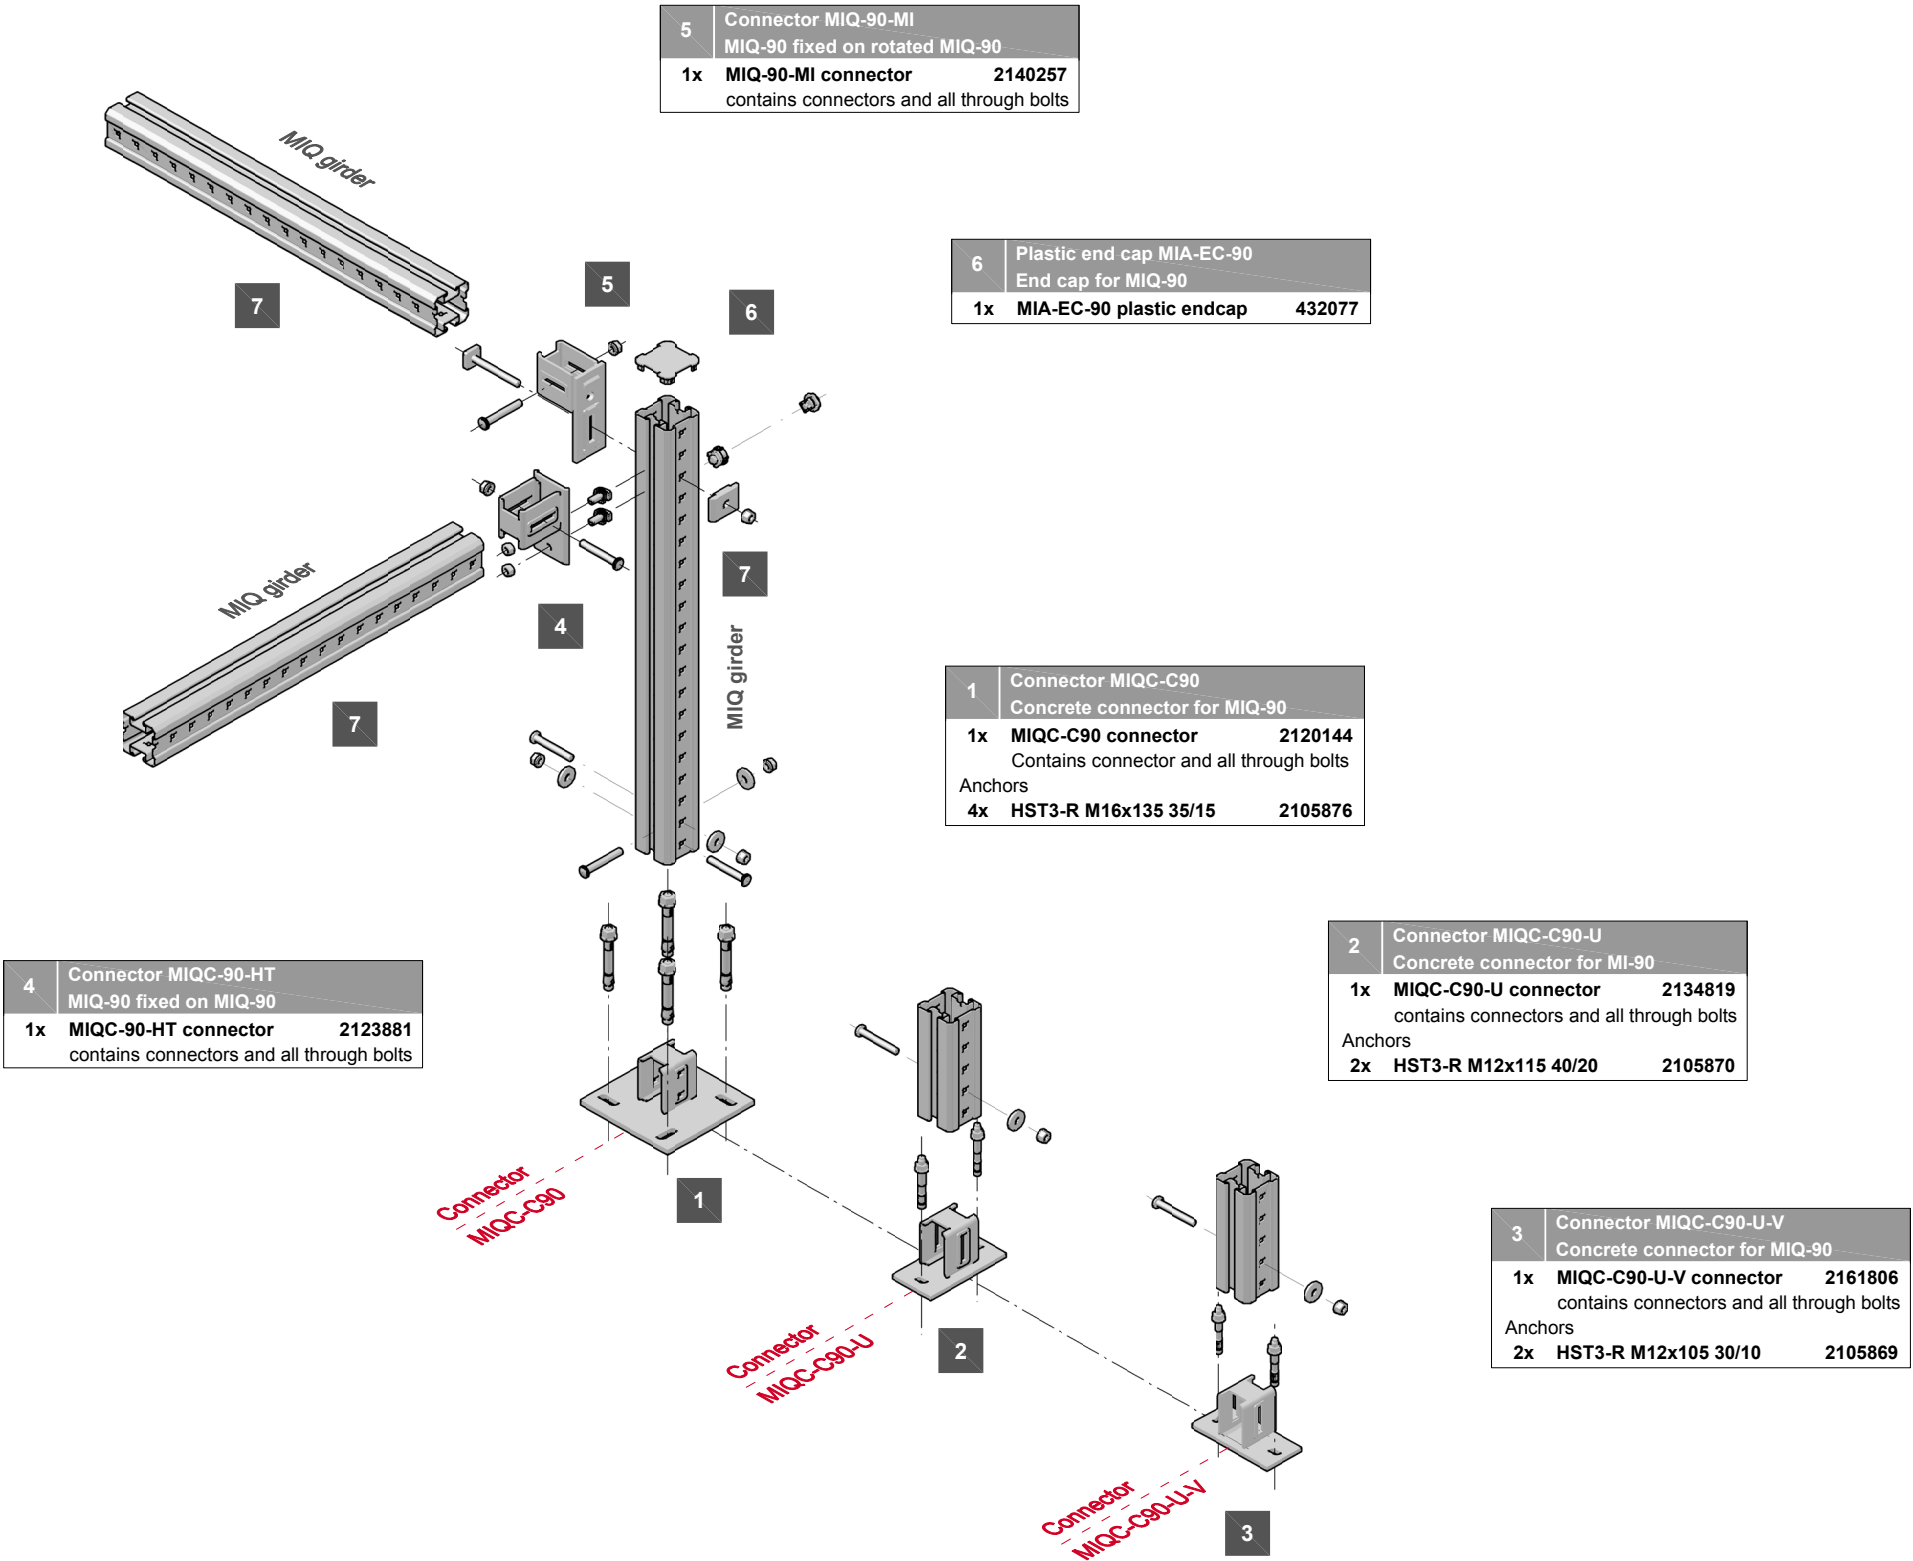 5 Connector MIQ-90-MI
MIQ-90 fixed on rotated MIQ-90
1x MIQ-90-MI connector 2140257
contains connectors and all through bolts
MIQ girder
7
5
6
6 Plastic end cap MIA-EC-90
End cap for MIQ-90
1x MIA-EC-90 plastic endcap 432077
MIQ girder
7
4
7
MIQ girder
1 Connector MIQC-C90
Concrete connector for MIQ-90
1x MIQC-C90 connector 2120144
Contains connector and all through bolts
Anchors
4x HST3-R M16x135 35/15 2105876
4 Connector MIQC-90-HT
MIQ-90 fixed on MIQ-90
1x MIQC-90-HT connector 2123881
contains connectors and all through bolts
2 Connector MIQC-C90-U
Concrete connector for MI-90
1x MIQC-C90-U connector 2134819
contains connectors and all through bolts
Anchors
2x HST3-R M12x115 40/20 2105870
Connector
MIQC-C90
1
Connector
MIQC-C90-U
2
3 Connector MIQC-C90-U-V
Concrete connector for MIQ-90
1x MIQC-C90-U-V connector 2161806
contains connectors and all through bolts
Anchors
2x HST3-R M12x105 30/10 2105869
Connector
MIQC-C90-U-V
3